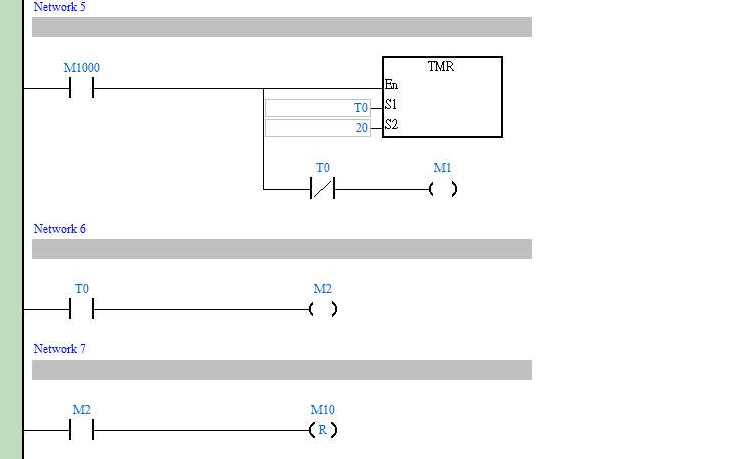 Network 5
M1000
TMR
En
T0 S1
20 S2
T0 M1
Network 6
T0 M2
Network 7
M2 M10
R